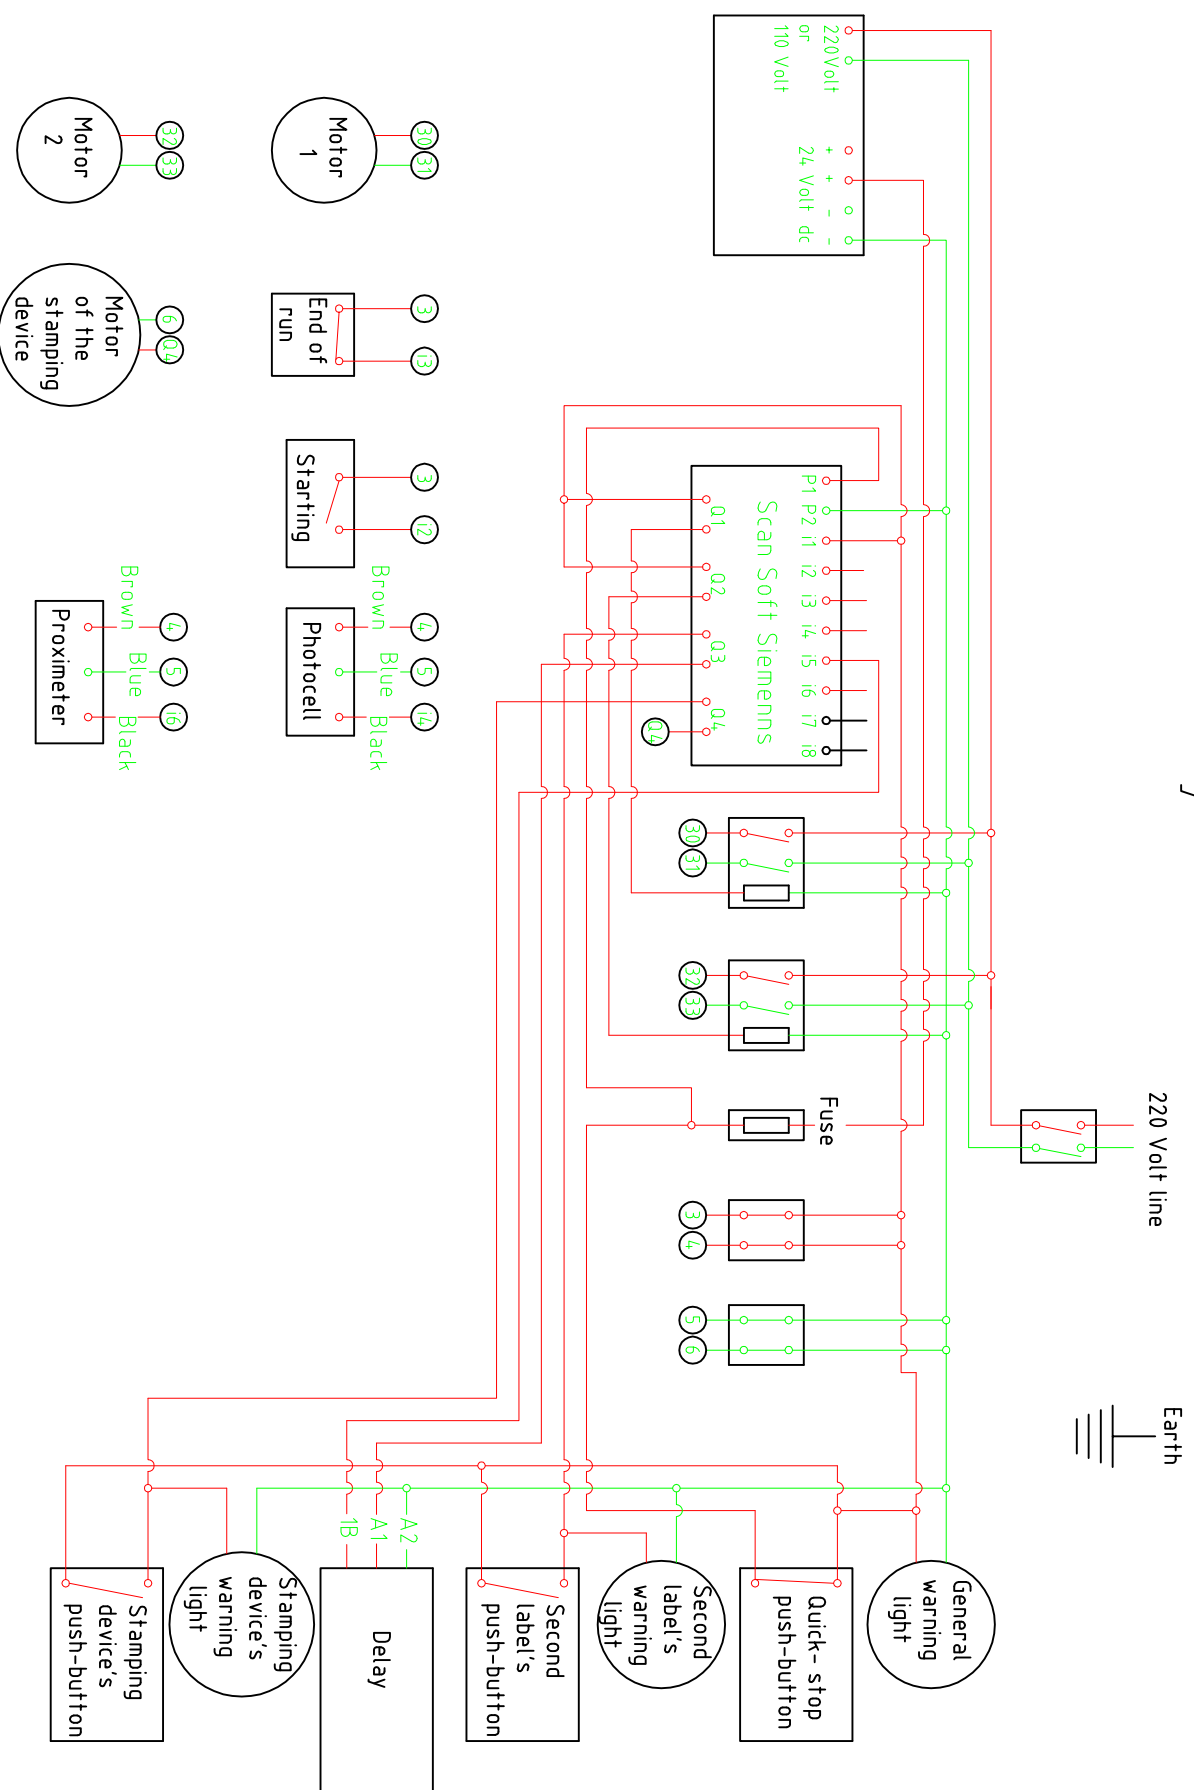 220 Volt line
Earth
220Volt
or
110 Volt
+
+
-
-
24 Volt dc
P1
P2
i1
i2
i3
i4
i5
i6
i7
i8
Scan Soft Siemenns
Q1
Q2
Q3
Q4
Q4
30
31
32
33
Fuse
3
4
5
6
30
31
Motor
1
3
i3
End of
run
3
i2
Starting
4
5
i4
Brown
Blue
Black
Photocell
32
33
Motor
2
6
Q4
Motor
of the
stamping
device
4
5
i6
Brown
Blue
Black
Proximeter
General
warning
light
Quick-stop
push-button
Second
label's
warning
light
Second
label's
push-button
A2
A1
1B
Delay
Stamping
device's
warning
light
Stamping
device's
push-button